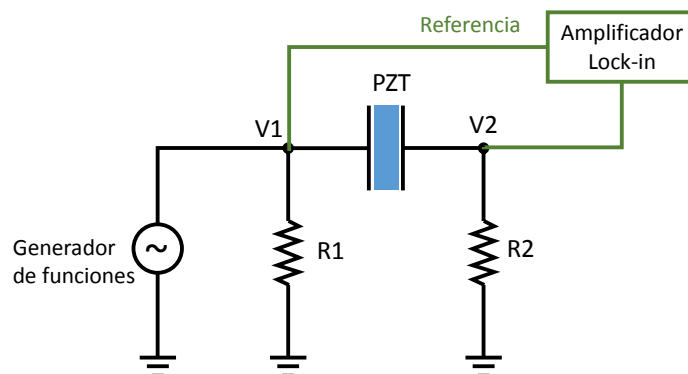 Referencia
Amplificador
Lock-in
PZT
V1
V2
Generador
de funciones
R1
R2